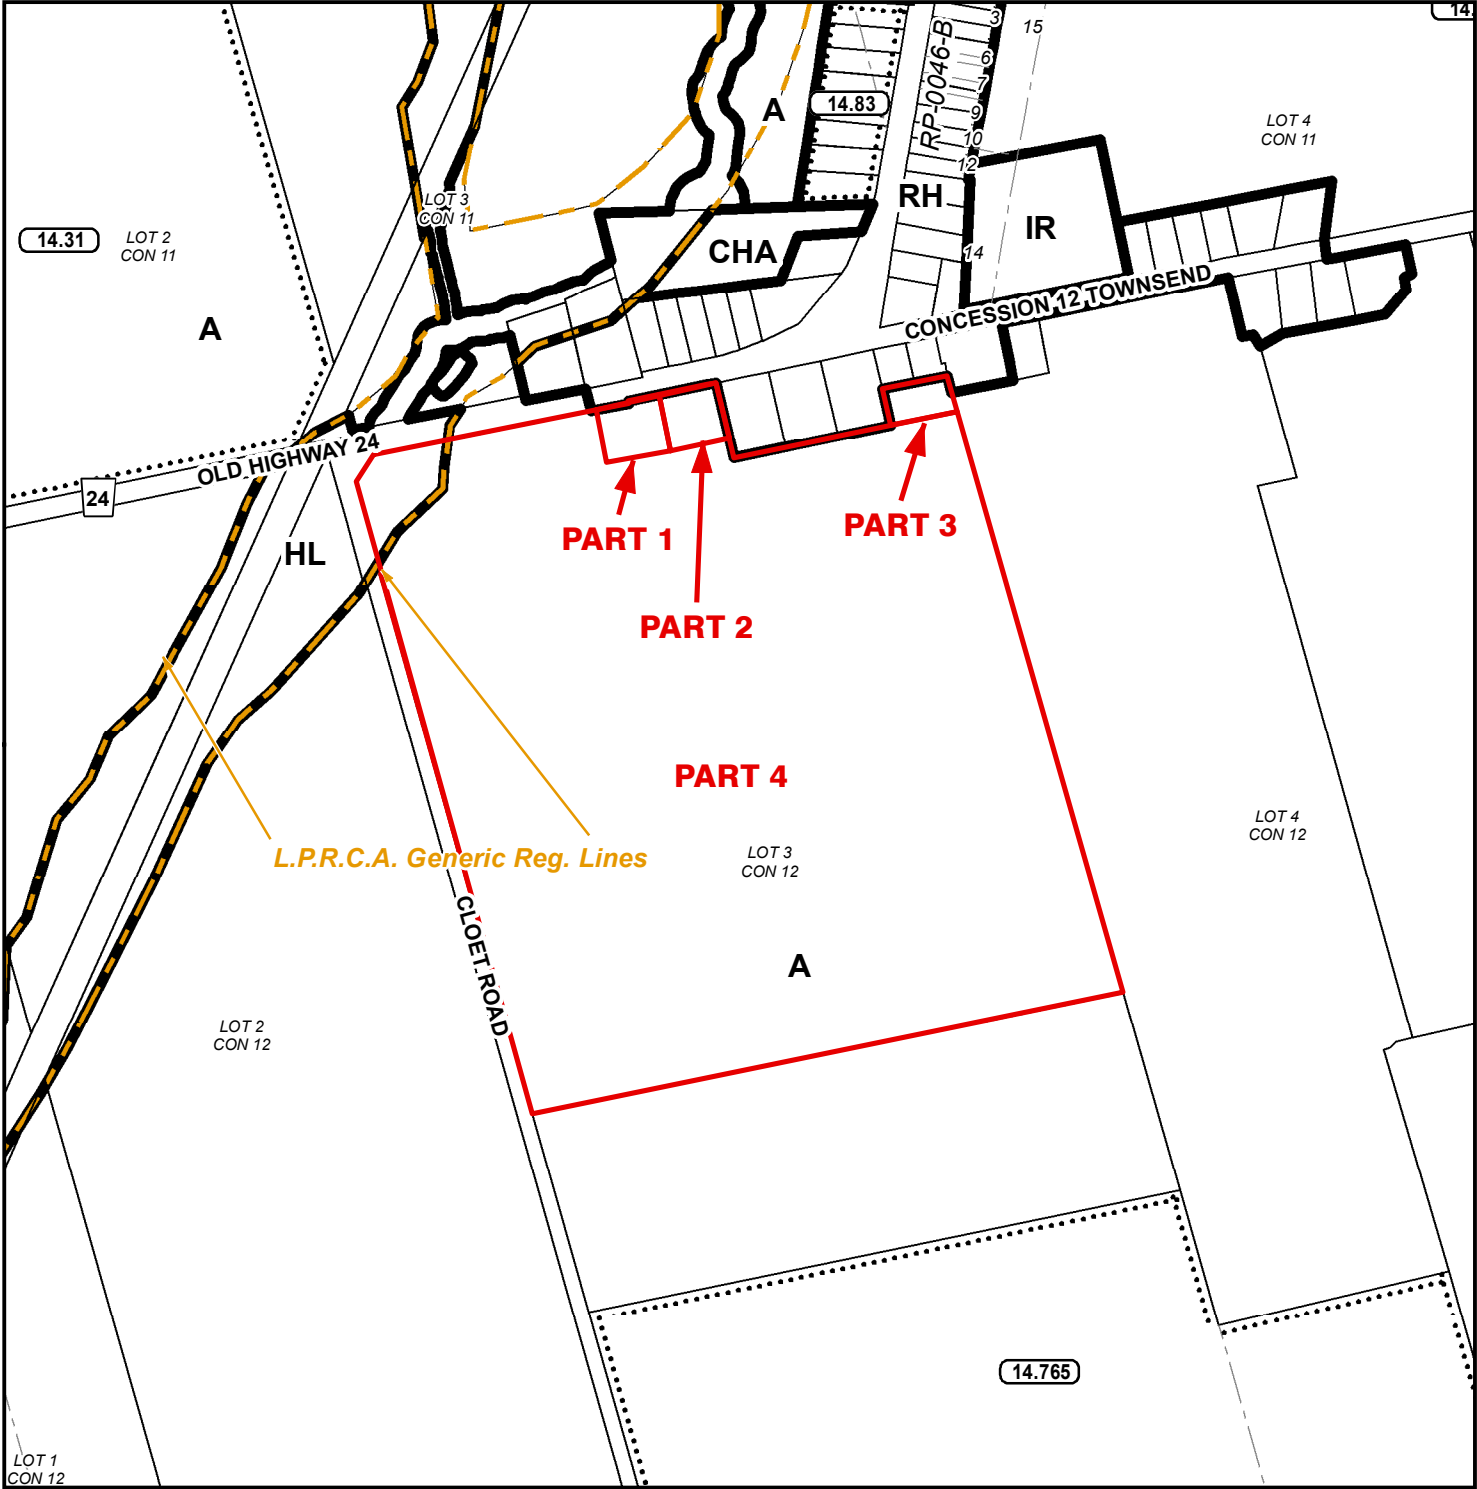 14.
3
15
RP-0046-B
6
7
9
10
12
14
14.83
A
LOT 4
CON 11
LOT 3
CON 11
RH
IR
14.31
LOT 2
CON 11
CHA
A
CONCESSION 12 TOWNSEND
OLD HIGHWAY 24
24
HL
PART 1
PART 3
PART 2
PART 4
L.P.R.C.A. Generic Reg. Lines
LOT 3
CON 12
LOT 4
CON 12
CLOET ROAD
A
LOT 2
CON 12
14.765
LOT 1
CON 12